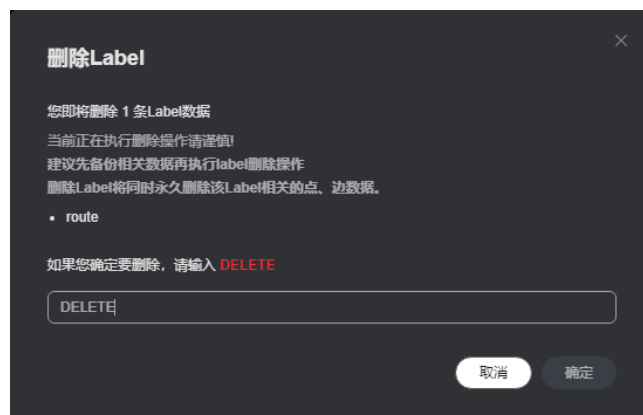 删除Label
您即将删除 1 条Label数据
当前正在执行删除操作请谨慎!
建议先备份相关数据再执行label删除操作
删除Label将同时永久删除该Label相关的点、边数据。
• route
如果您确定要删除，请输入 DELETE
DELETE
取消 确定